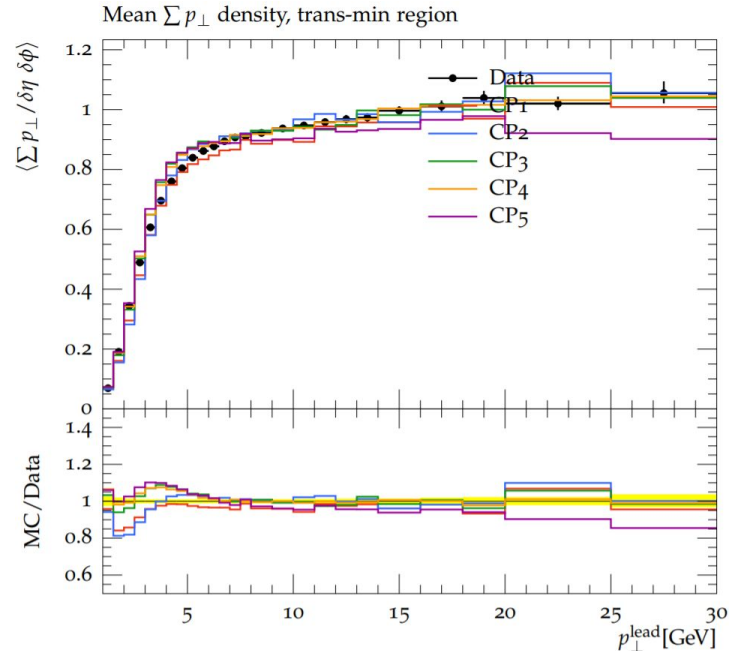 Mean ∑ p⊥ density, trans-min region
⟨∑ p⊥/δη δϕ⟩
1.2
1
0.8
0.6
0.4
0.2
0
Data
CP1
CP2
CP3
CP4
CP5
MC/Data
1.4
1.2
1
0.8
0.6
5
10
15
20
25
30
p⊥^lead[GeV]